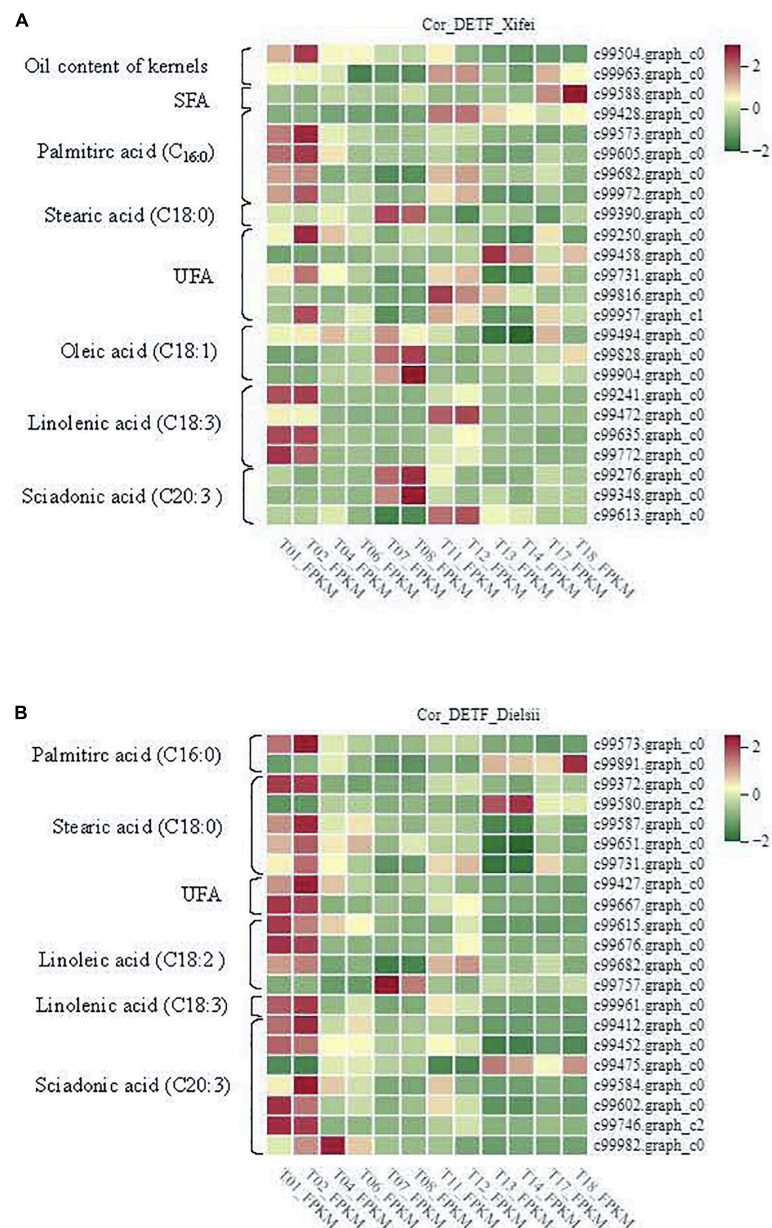 A
Cor_DETF_Xifei
Oil content of kernels
SFA
Palmitirc acid (C16:0)
Stearic acid (C18:0)
UFA
Oleic acid (C18:1)
Linolenic acid (C18:3)
Sciadonic acid (C20:3 )
c99504.graph_c0
c99963.graph_c0
c99588.graph_c0
c99428.graph_c0
c99573.graph_c0
c99605.graph_c0
c99682.graph_c0
c99972.graph_c0
c99390.graph_c0
c99250.graph_c0
c99458.graph_c0
c99731.graph_c0
c99816.graph_c0
c99957.graph_c1
c99494.graph_c0
c99828.graph_c0
c99904.graph_c0
c99241.graph_c0
c99472.graph_c0
c99635.graph_c0
c99772.graph_c0
c99276.graph_c0
c99348.graph_c0
c99613.graph_c0
2
0
−2
T01_FPKM
T02_FPKM
T04_FPKM
T06_FPKM
T07_FPKM
T08_FPKM
T11_FPKM
T12_FPKM
T13_FPKM
T14_FPKM
T17_FPKM
T18_FPKM
B
Cor_DETF_Dielsii
Palmitirc acid (C16:0)
Stearic acid (C18:0)
UFA
Linoleic acid (C18:2 )
Linolenic acid (C18:3)
Sciadonic acid (C20:3)
c99573.graph_c0
c99891.graph_c0
c99372.graph_c0
c99580.graph_c2
c99587.graph_c0
c99651.graph_c0
c99731.graph_c0
c99427.graph_c0
c99667.graph_c0
c99615.graph_c0
c99676.graph_c0
c99682.graph_c0
c99757.graph_c0
c99961.graph_c0
c99412.graph_c0
c99452.graph_c0
c99475.graph_c0
c99584.graph_c0
c99602.graph_c0
c99746.graph_c2
c99982.graph_c0
2
0
−2
T01_FPKM
T02_FPKM
T04_FPKM
T06_FPKM
T07_FPKM
T08_FPKM
T11_FPKM
T12_FPKM
T13_FPKM
T14_FPKM
T17_FPKM
T18_FPKM